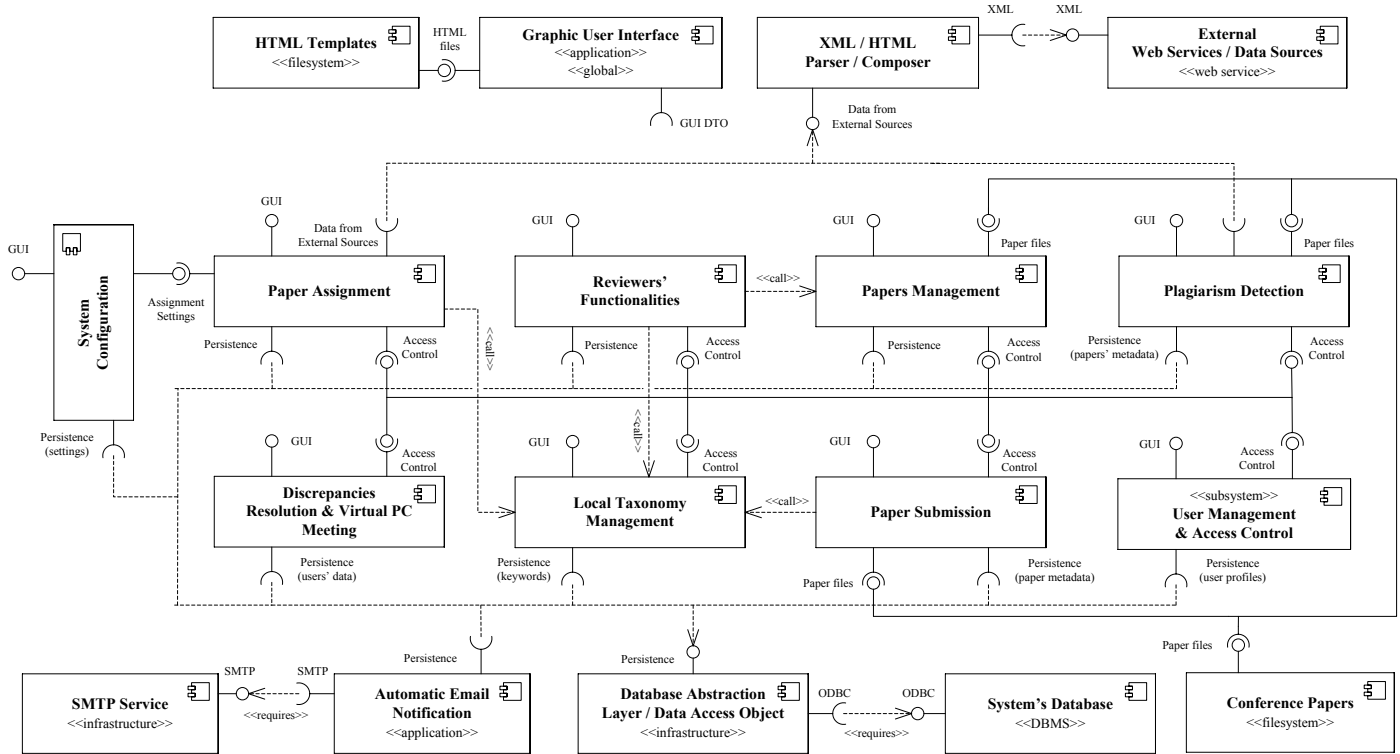 HTML Templates
<<filesystem>>
HTML
files
Graphic User Interface
<<application>>
<<global>>
GUI DTO
XML / HTML
Parser / Composer
XML
XML
External
Web Services / Data Sources
<<web service>>
Data from
External Sources
GUI
System
Configuration
Assignment
Settings
Persistence
(settings)
GUI
Data from
External Sources
Paper Assignment
Persistence
Access
Control
<<call>>
GUI
Reviewers’
Functionalities
<<call>>
Persistence
Access
Control
<<call>>
GUI
Paper files
Papers Management
Persistence
Access
Control
GUI
Paper files
Plagiarism Detection
Persistence
(papers’ metadata)
Access
Control
GUI
Access
Control
Discrepancies
Resolution & Virtual PC
Meeting
Persistence
(users’ data)
GUI
Access
Control
Local Taxonomy
Management
<<call>>
Persistence
(keywords)
GUI
Access
Control
Paper Submission
Paper files
Persistence
(paper metadata)
GUI
Access
Control
<<subsystem>>
User Management
& Access Control
Persistence
(user profiles)
SMTP Service
<<infrastructure>>
SMTP
SMTP
<<requires>>
Persistence
Automatic Email
Notification
<<application>>
Persistence
Database Abstraction
Layer / Data Access Object
<<infrastructure>>
ODBC
ODBC
<<requires>>
System’s Database
<<DBMS>>
Paper files
Conference Papers
<<filesystem>>